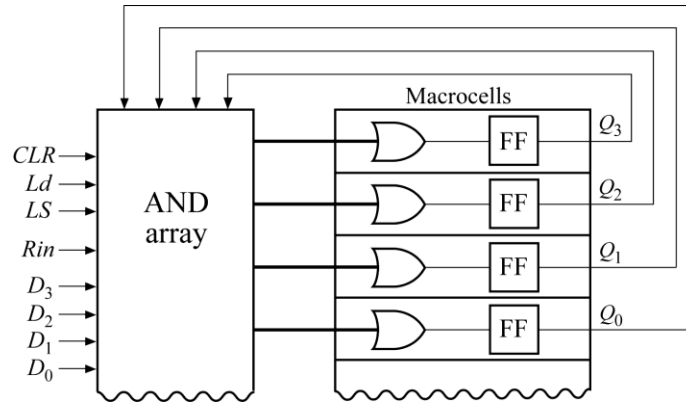 Macrocells
CLR
Ld
LS
Rin
D₃
D₂
D₁
D₀
AND
array
FF
Q₃
FF
Q₂
FF
Q₁
FF
Q₀